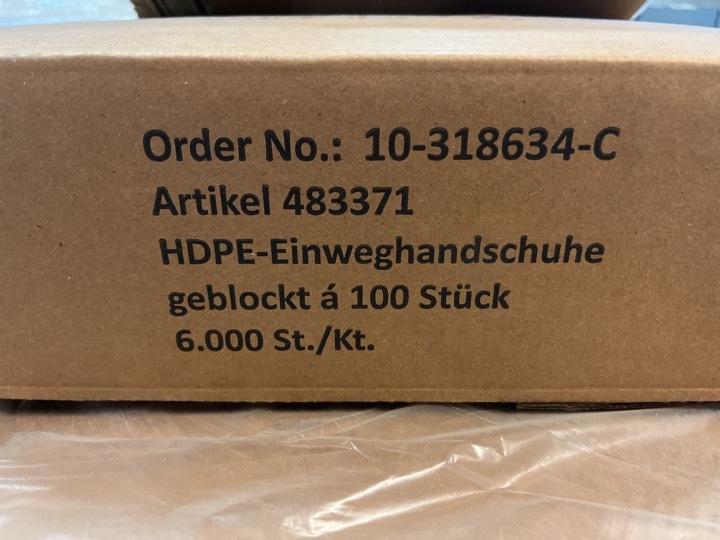 Order No.: 10-318634-C
Artikel 483371
HDPE-Einweghandschuhe
geblockt á 100 Stück
6.000 St./Kt.